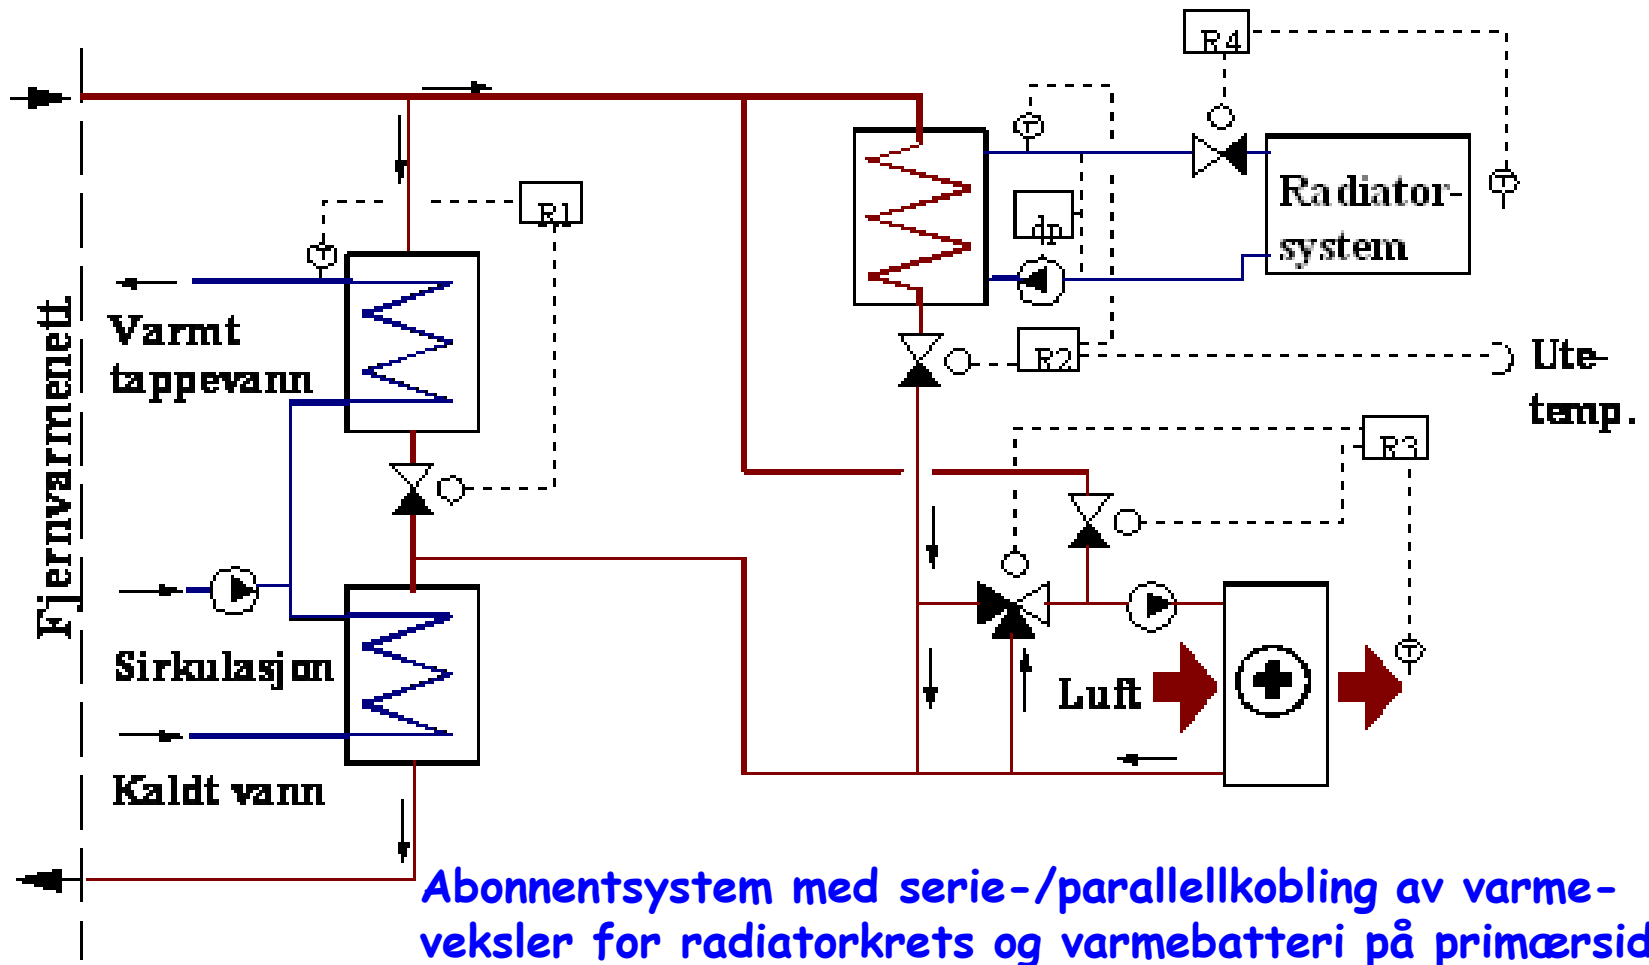 R4
T
R1
T
T
Radiator-
system
dp
T
Varmt
tappevann
R2
Ute-
temp.
Fjernvarmenett
R3
Sirkulasjon
T
Luft
Kaldt vann
Abonnentsystem med serie-/parallellkobling av varme-
veksler for radiatorkrets og varmebatteri på primærsid